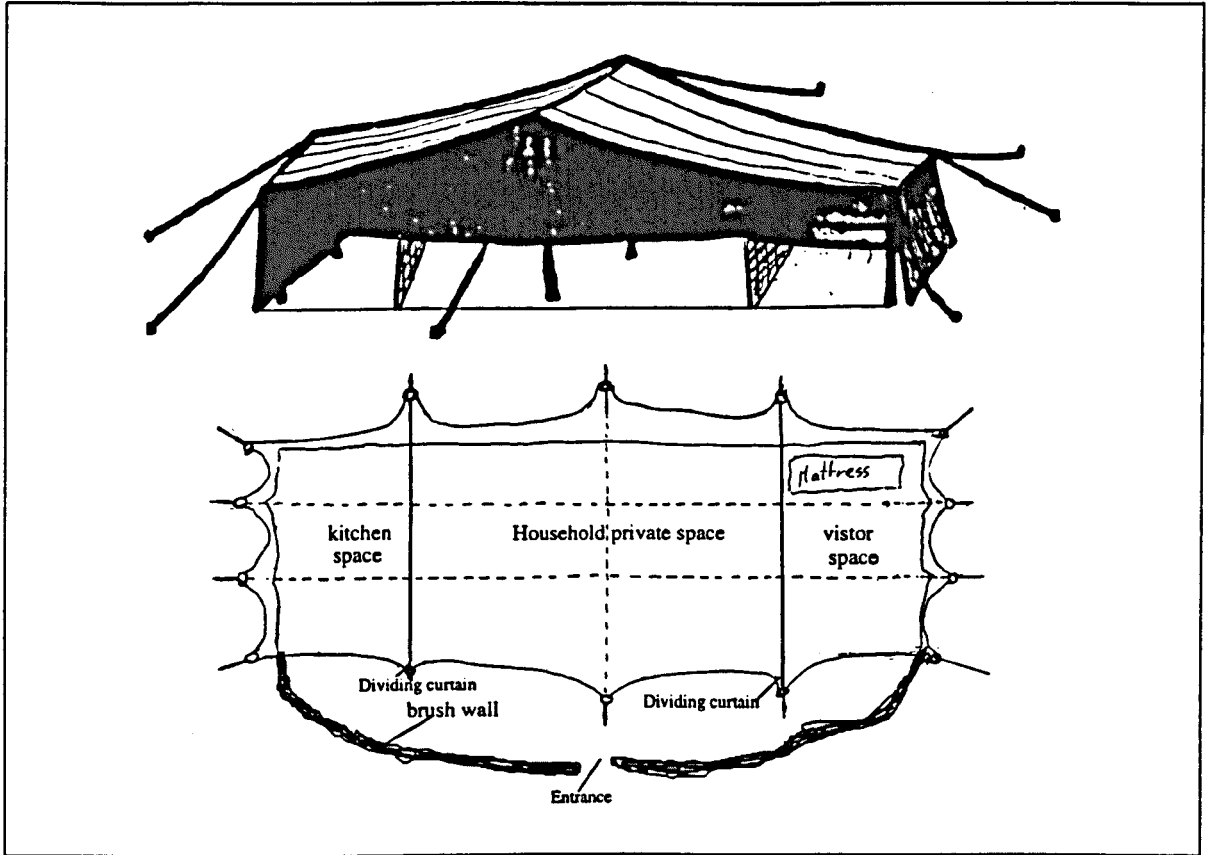 Mattress
kitchen
space
Household private space
vistor
space
Dividing curtain
brush wall
Dividing curtain
Entrance